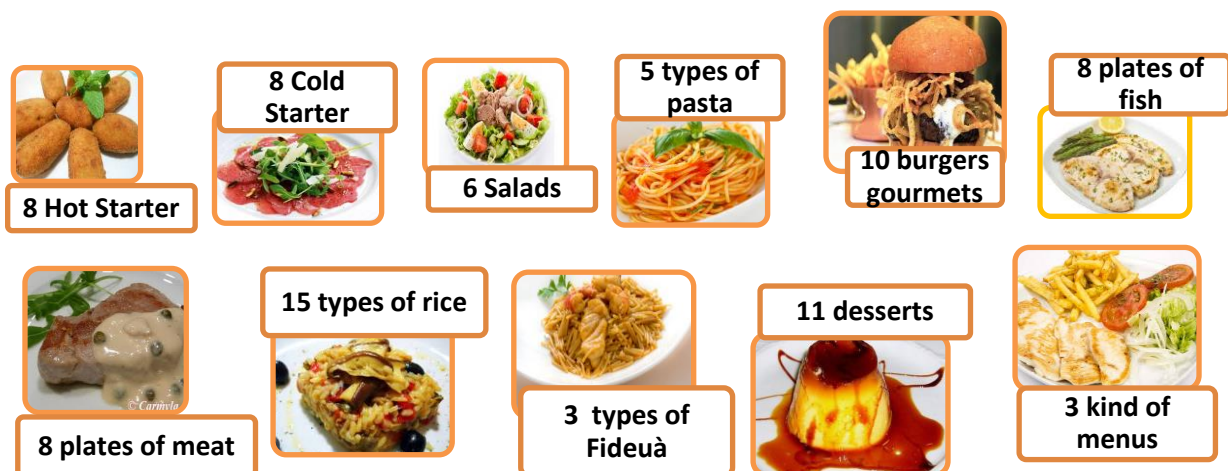 8 Hot Starter
8 Cold
Starter
6 Salads
5 types of
pasta
10 burgers
gourmets
8 plates of
fish
© Carmela
8 plates of meat
15 types of rice
3 types of
Fideuà
11 desserts
3 kind of
menus